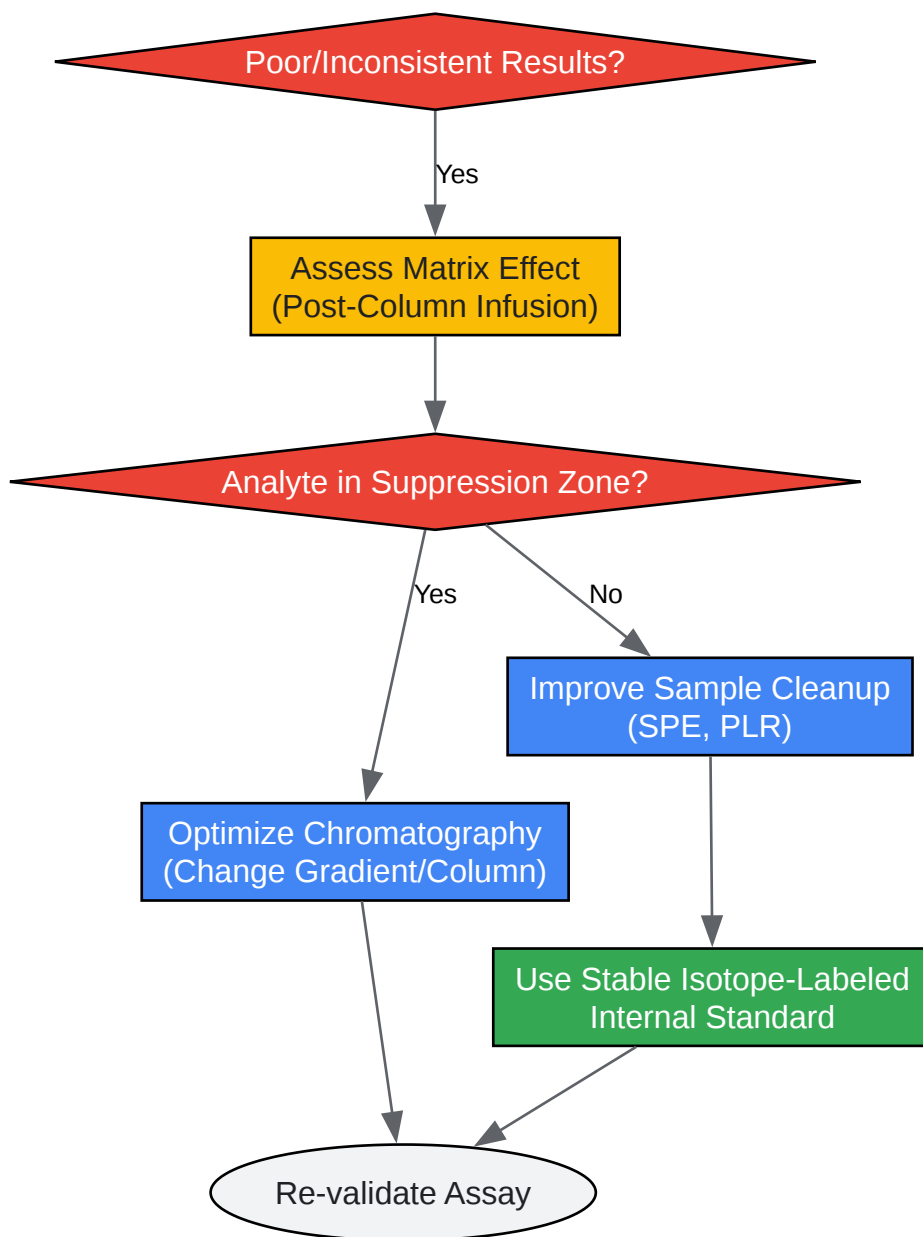 Poor/Inconsistent Results?
Yes
Assess Matrix Effect
(Post-Column Infusion)
Analyte in Suppression Zone?
Yes
No
Improve Sample Cleanup
(SPE, PLR)
Optimize Chromatography
(Change Gradient/Column)
Use Stable Isotope-Labeled
Internal Standard
Re-validate Assay